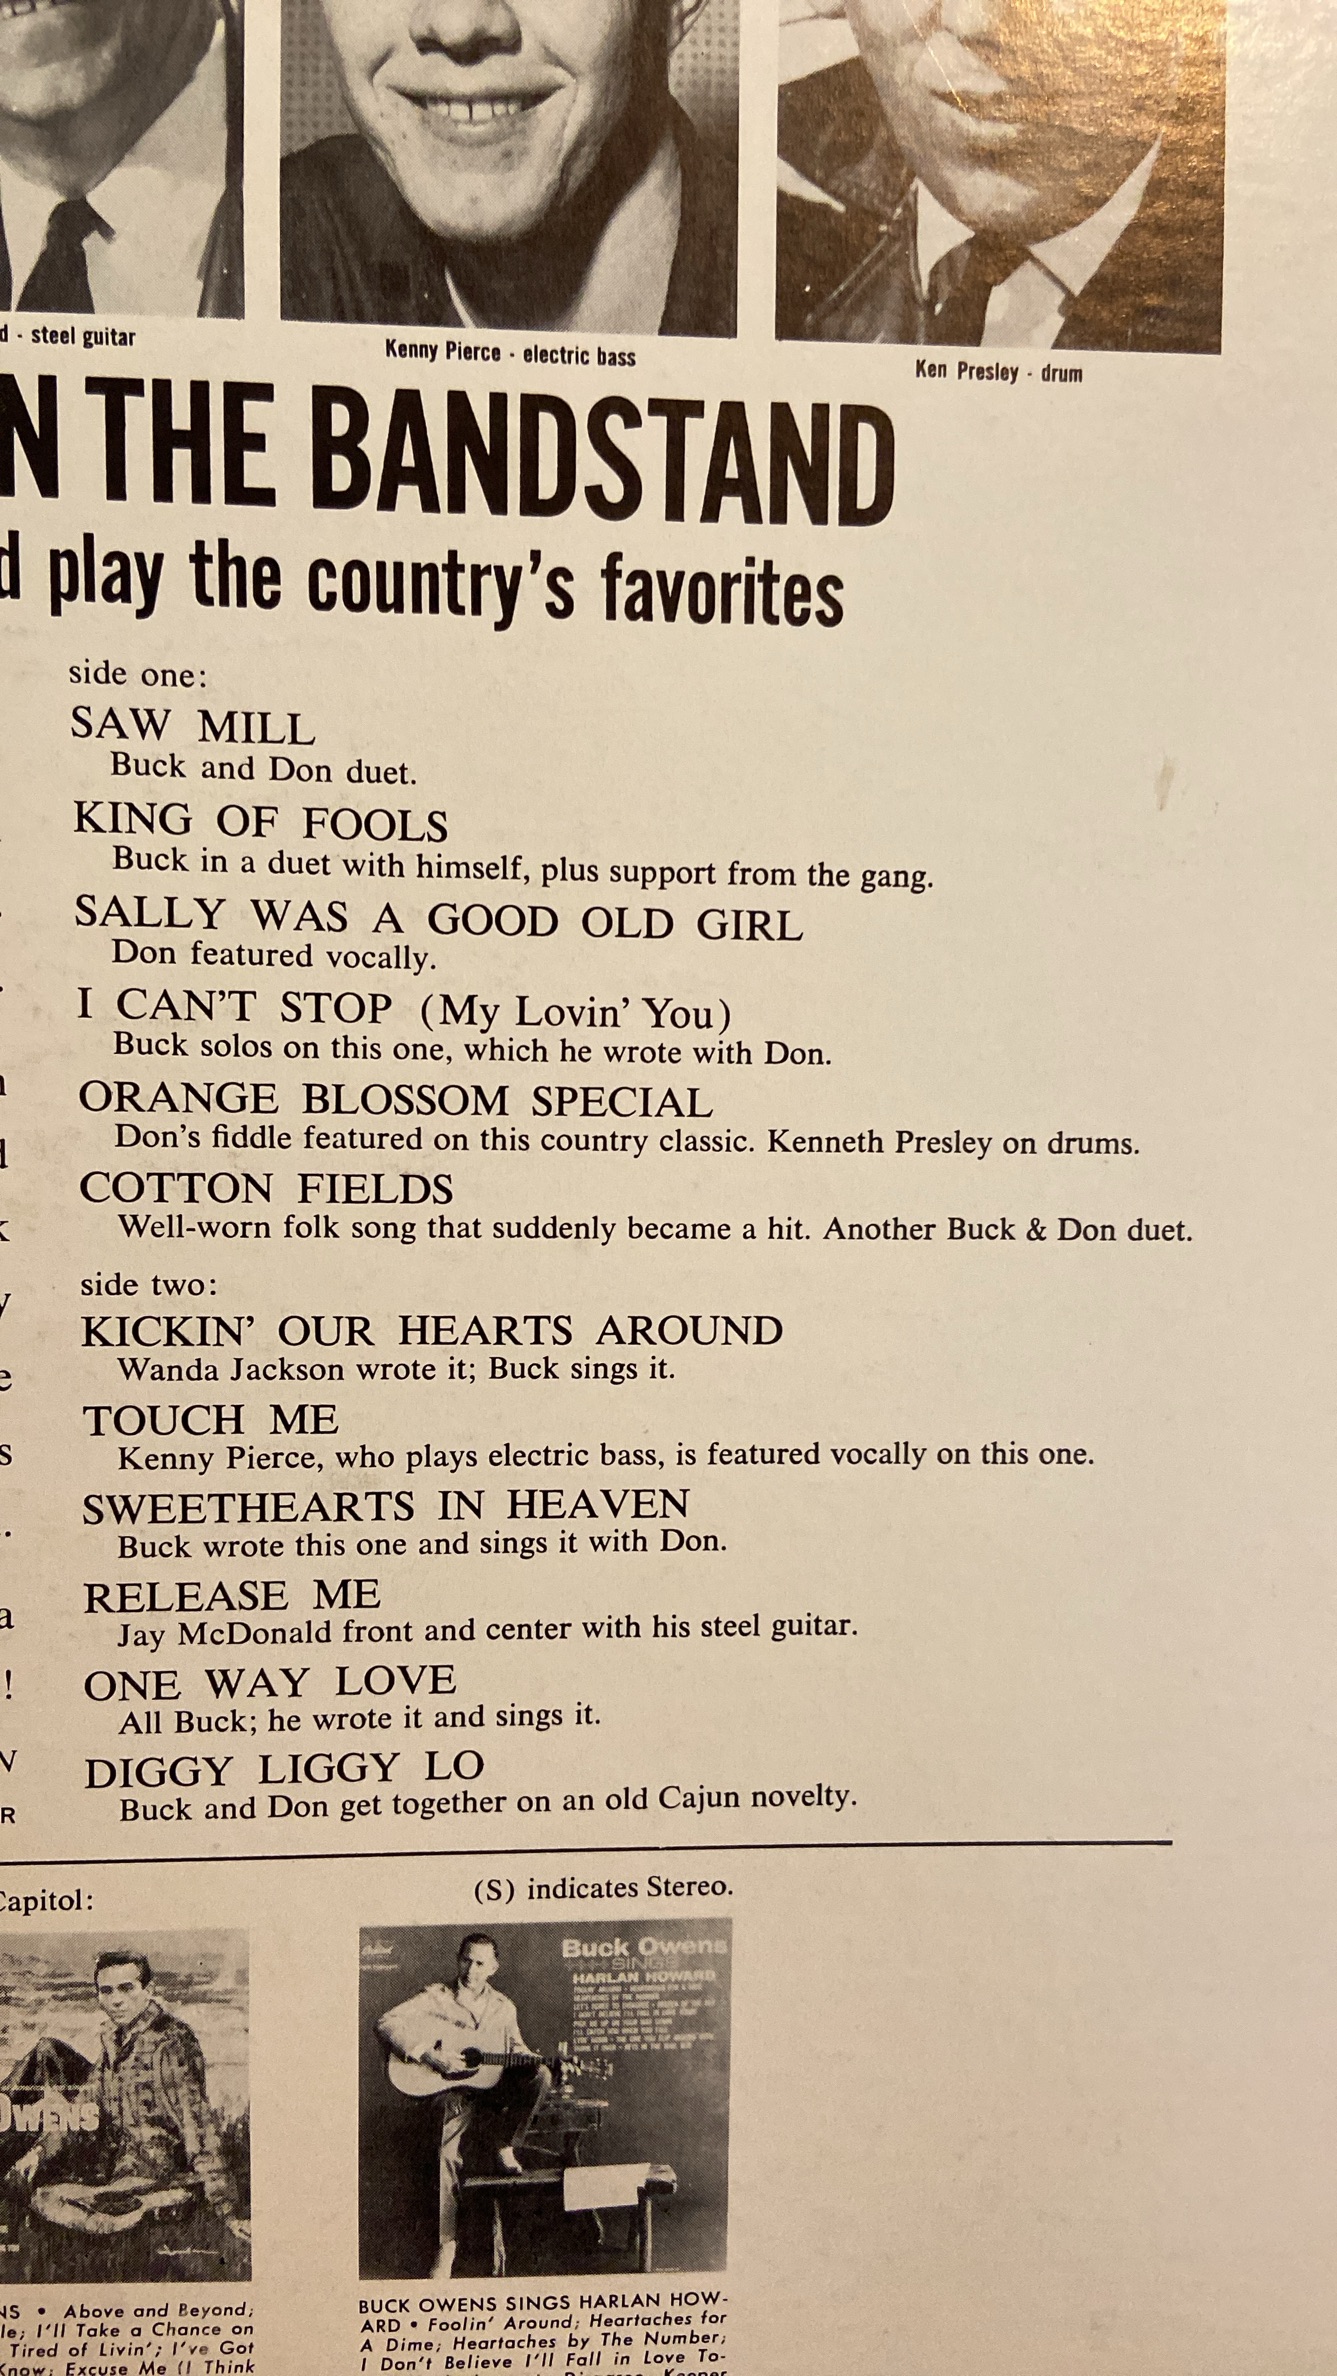 d - steel guitar
Kenny Pierce - electric bass
Ken Presley - drum
N THE BANDSTAND
d play the country's favorites
side one:
SAW MILL
Buck and Don duet.
KING OF FOOLS
Buck in a duet with himself, plus support from the gang.
SALLY WAS A GOOD OLD GIRL
Don featured vocally.
I CAN'T STOP (My Lovin' You)
Buck solos on this one, which he wrote with Don.
ORANGE BLOSSOM SPECIAL
Don's fiddle featured on this country classic. Kenneth Presley on drums.
COTTON FIELDS
Well-worn folk song that suddenly became a hit. Another Buck & Don duet.
side two:
KICKIN' OUR HEARTS AROUND
Wanda Jackson wrote it; Buck sings it.
TOUCH ME
Kenny Pierce, who plays electric bass, is featured vocally on this one.
SWEETHEARTS IN HEAVEN
Buck wrote this one and sings it with Don.
RELEASE ME
Jay McDonald front and center with his steel guitar.
ONE WAY LOVE
All Buck; he wrote it and sings it.
DIGGY LIGGY LO
Buck and Don get together on an old Cajun novelty.
Capitol:
(S) indicates Stereo.
OWENS
Buck Owens
SINGS
HARLAN HOWARD
NS • Above and Beyond;
le; I'll Take a Chance on
Tired of Livin'; I've Got
Know; Excuse Me (I Think
BUCK OWENS SINGS HARLAN HOW-
ARD • Foolin' Around; Heartaches for
A Dime; Heartaches by The Number;
I Don't Believe I'll Fall in Love To-